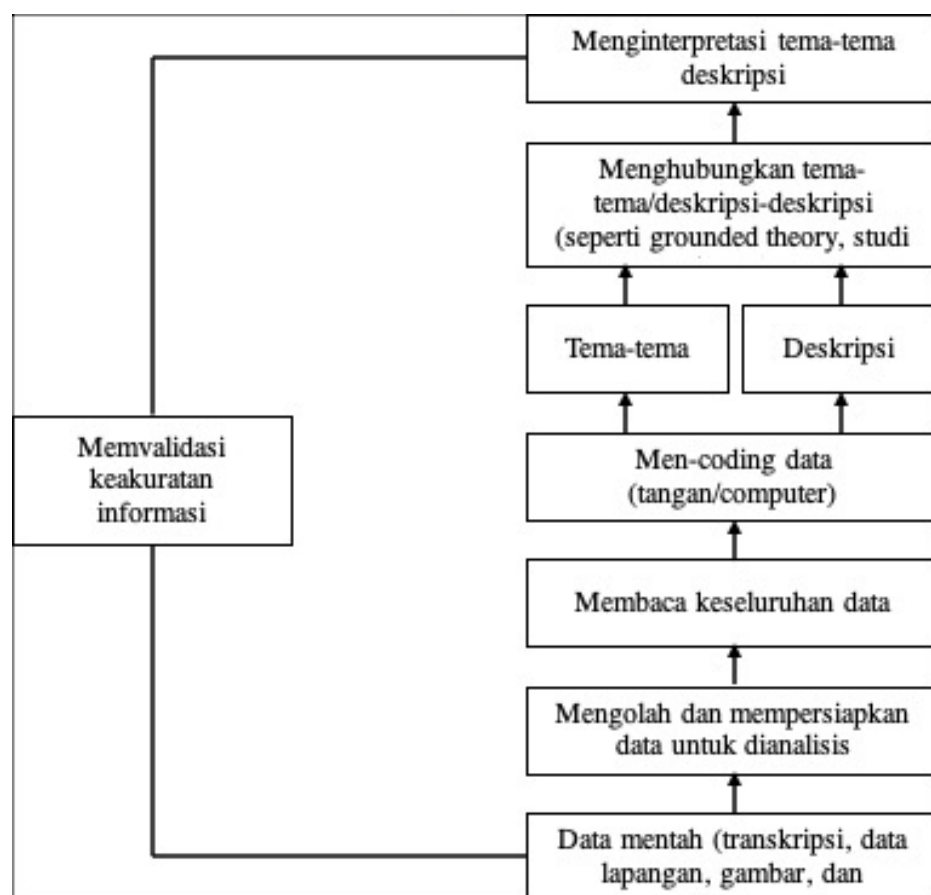 Menginterpretasi tema-tema
deskripsi
Menghubungkan tema-
tema/deskripsi-deskripsi
(seperti grounded theory, studi
Tema-tema
Deskripsi
Memvalidasi
keakuratan
informasi
Men-coding data
(tangan/computer)
Membaca keseluruhan data
Mengolah dan mempersiapkan
data untuk dianalisis
Data mentah (transkripsi, data
lapangan, gambar, dan